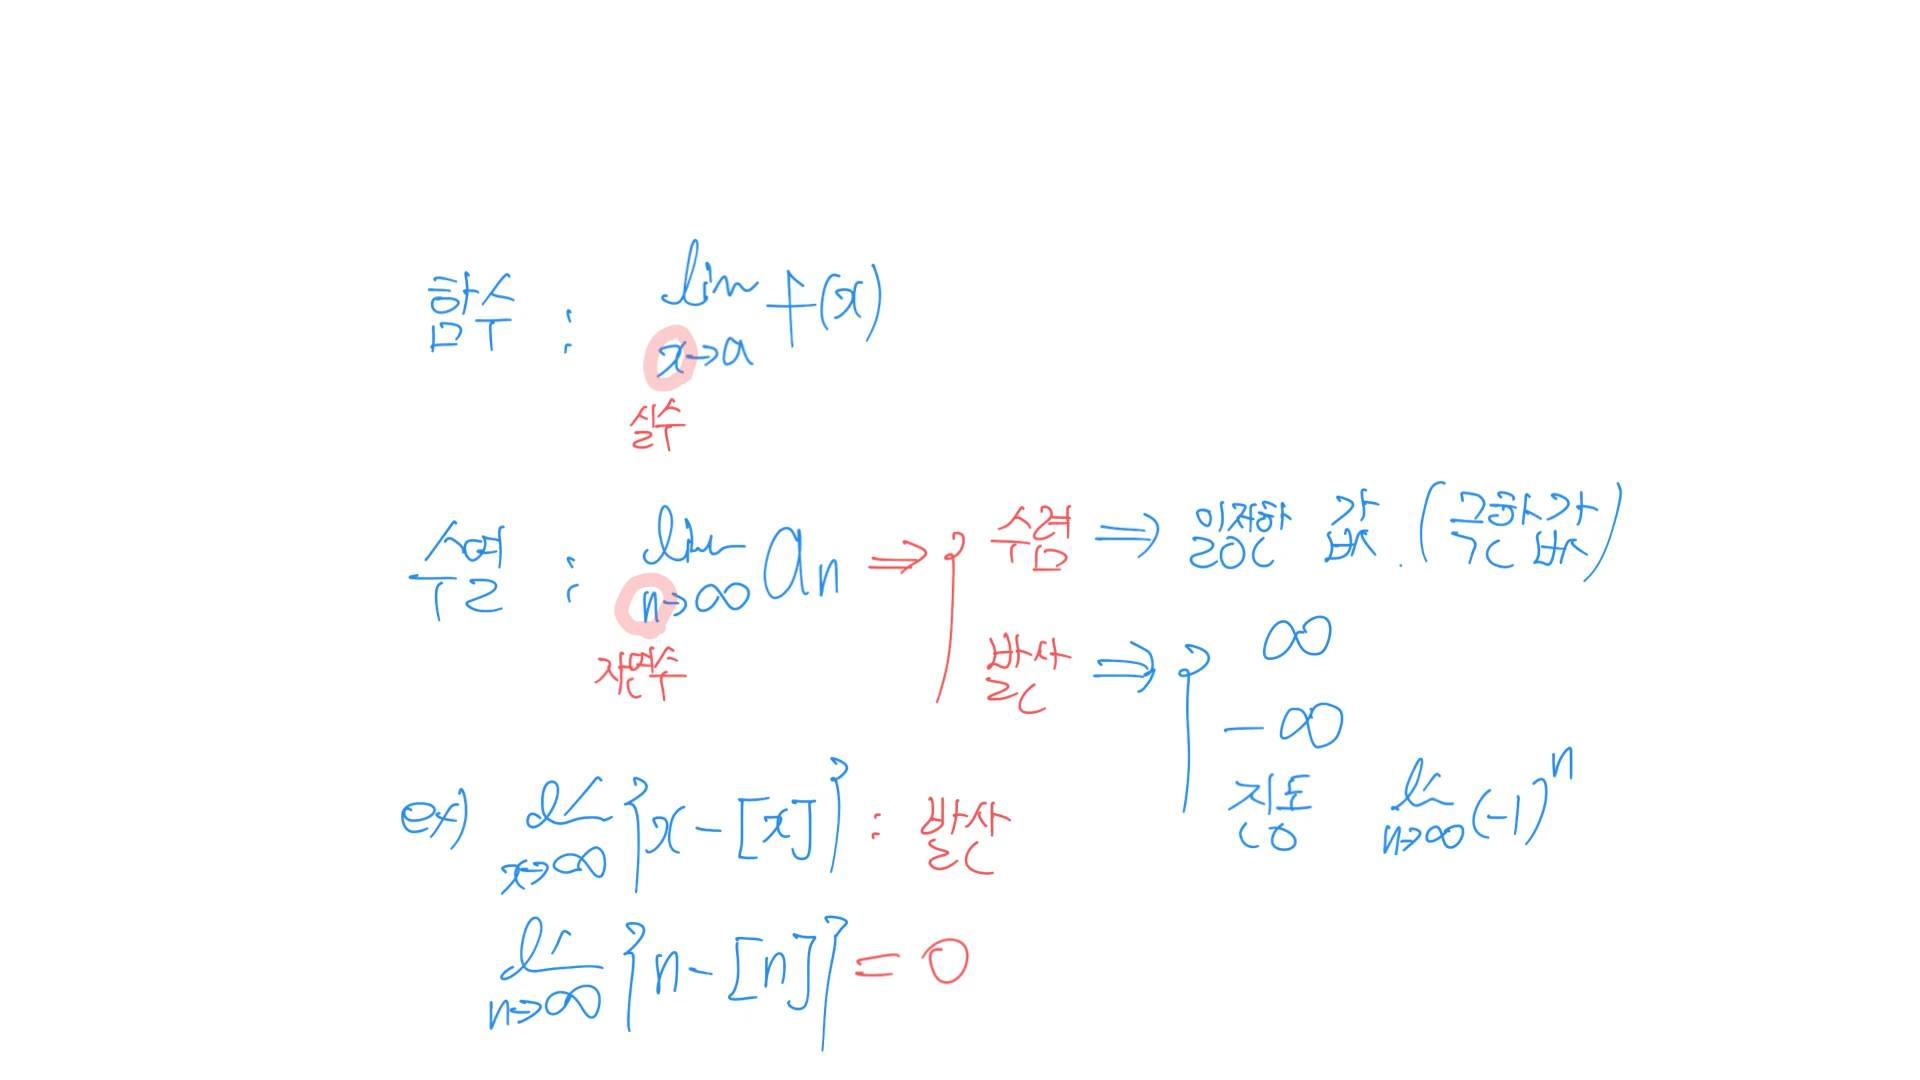 함수 : lim f(x)
x→a
실수
수열 : lim aₙ ⇒ { 수렴 ⇒ 일정한 값. (극한값)
n→∞
자연수
발산 ⇒ { ∞
-∞
진동 lim (-1)ⁿ
n→∞
ex) lim {x-[x]} : 발산
x→∞
lim {n-[n]} = 0
n→∞